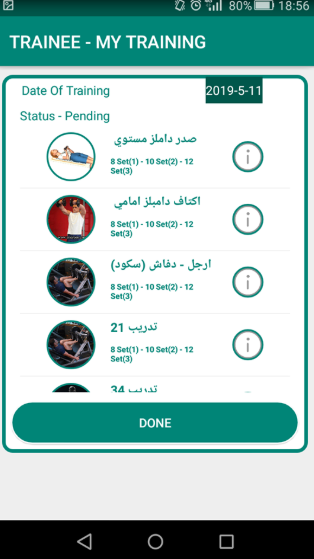 80% 18:56
TRAINEE - MY TRAINING
Date Of Training 2019-5-11
Status - Pending
صدر داملز مستوي
8 Set(1) - 10 Set(2) - 12
Set(3)
اكتاف دامبلز امامي
8 Set(1) - 10 Set(2) - 12
Set(3)
ارجل - دفاش (سكود)
8 Set(1) - 10 Set(2) - 12
Set(3)
تدريب 21
8 Set(1) - 10 Set(2) - 12
Set(3)
تدريب 34
DONE